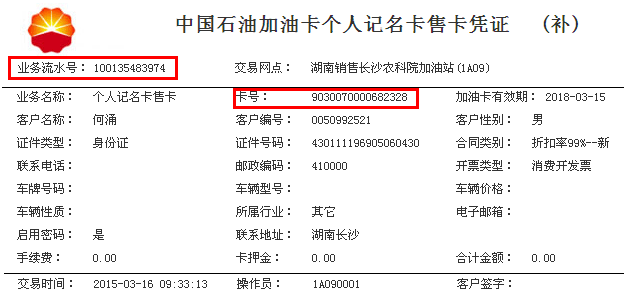 中国石油加油卡个人记名卡售卡凭证 (补)
业务流水号：100135483974 交易网点： 湖南销售长沙农科院加油站(1A09)
业务名称： 个人记名卡售卡 卡号： 9030070000682328 加油卡有效期：2018-03-15
客户名称： 何涌 客户编号： 0050992521 客户性别： 男
证件类型： 身份证 证件号码： 430111196905060430 合同类别： 折扣率99%--新
联系电话： 邮政编码： 410000 开票类型： 消费开发票
车牌号码： 车辆型号： 车辆价格：
车辆性质： 所属行业： 其它 电子邮箱：
启用密码： 是 联系地址： 湖南长沙
手续费： 0.00 卡押金： 0.00 合计金额： 0.00
交易时间： 2015-03-16 09:33:13 操作员： 1A090001 客户签字：